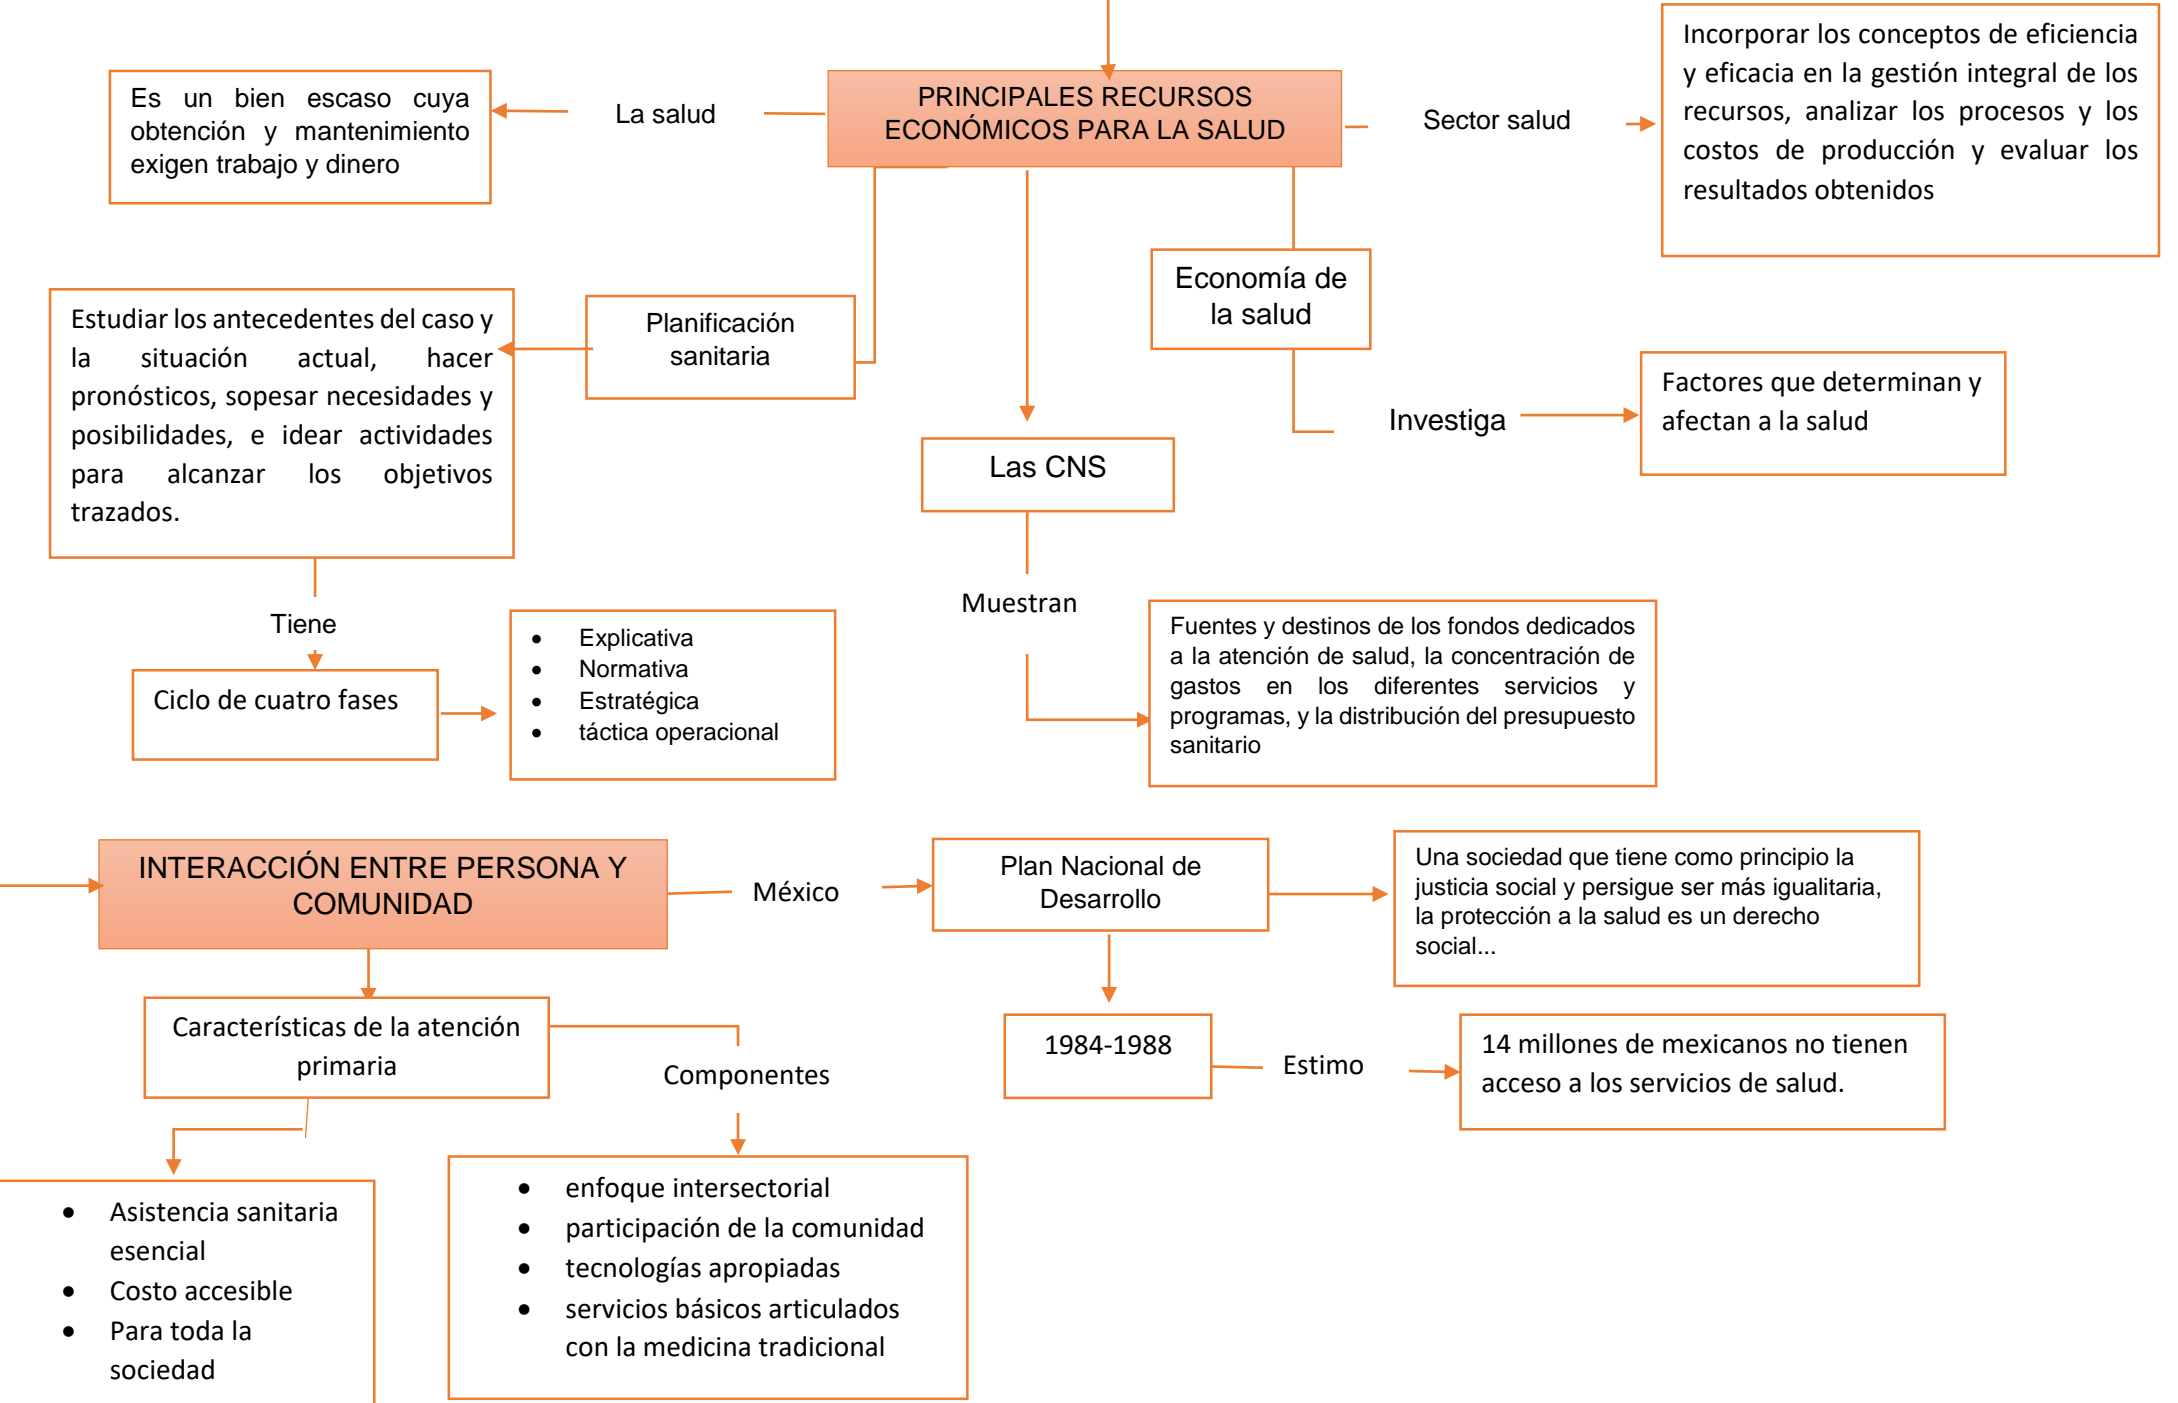 PRINCIPALES RECURSOS
ECONÓMICOS PARA LA SALUD
La salud
Es un bien escaso cuya
obtención y mantenimiento
exigen trabajo y dinero
Sector salud
Incorporar los conceptos de eficiencia
y eficacia en la gestión integral de los
recursos, analizar los procesos y los
costos de producción y evaluar los
resultados obtenidos
Planificación
sanitaria
Estudiar los antecedentes del caso y
la situación actual, hacer
pronósticos, sopesar necesidades y
posibilidades, e idear actividades
para alcanzar los objetivos
trazados.
Tiene
Ciclo de cuatro fases
• Explicativa
• Normativa
• Estratégica
• táctica operacional
Las CNS
Muestran
Fuentes y destinos de los fondos dedicados
a la atención de salud, la concentración de
gastos en los diferentes servicios y
programas, y la distribución del presupuesto
sanitario
Economía de
la salud
Investiga
Factores que determinan y
afectan a la salud
INTERACCIÓN ENTRE PERSONA Y
COMUNIDAD
México
Plan Nacional de
Desarrollo
Una sociedad que tiene como principio la
justicia social y persigue ser más igualitaria,
la protección a la salud es un derecho
social...
1984-1988
Estimo
14 millones de mexicanos no tienen
acceso a los servicios de salud.
Características de la atención
primaria
Componentes
• Asistencia sanitaria
esencial
• Costo accesible
• Para toda la
sociedad
• enfoque intersectorial
• participación de la comunidad
• tecnologías apropiadas
• servicios básicos articulados
con la medicina tradicional